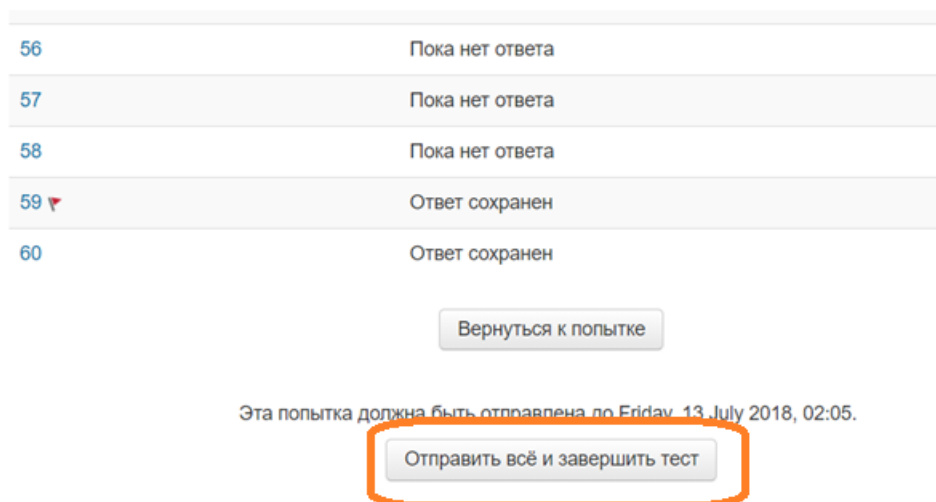 56 Пока нет ответа
57 Пока нет ответа
58 Пока нет ответа
59 Ответ сохранен
60 Ответ сохранен
Вернуться к попытке
Эта попытка должна быть отправлена до Friday, 13 July 2018, 02:05.
Отправить всё и завершить тест